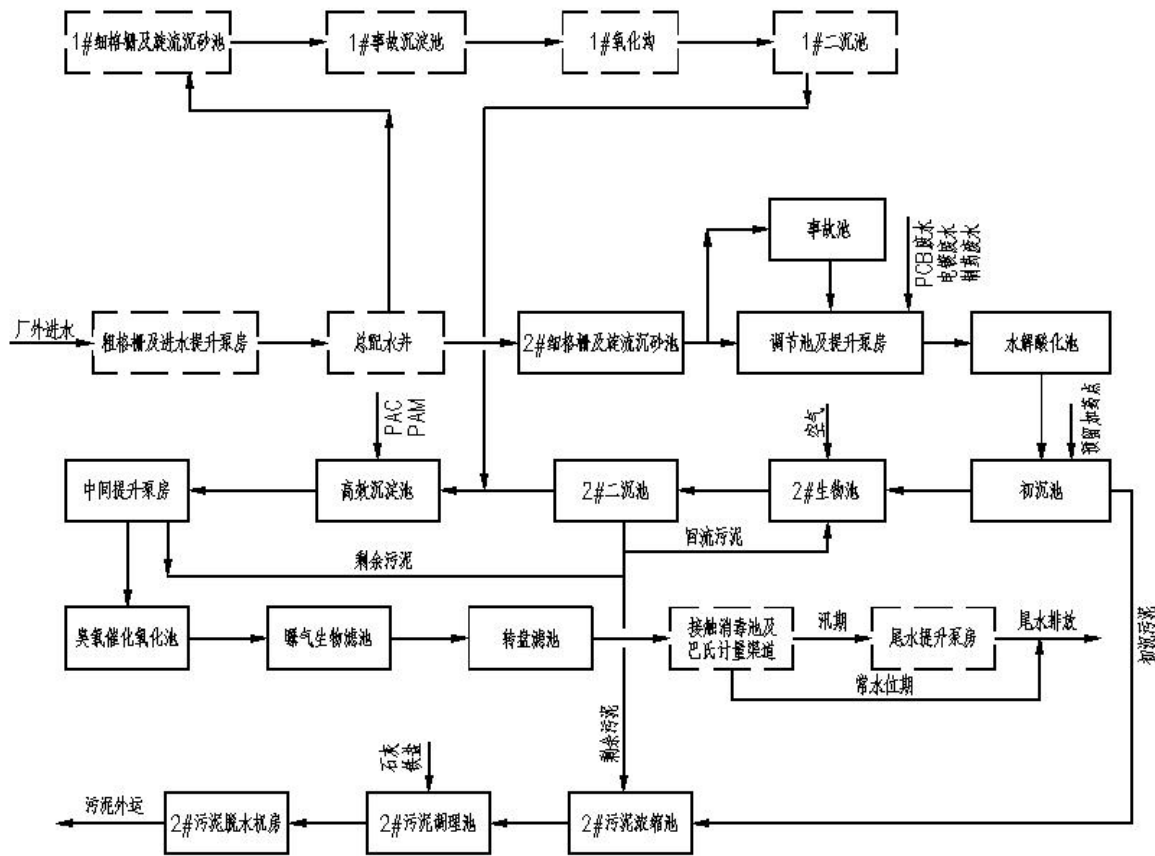 1#细格栅及旋流沉砂池
1#事故沉淀池
1#氧化沟
1#二沉池
事故池
PCB废水
电镀废水
制药废水
厂外进水
粗格栅及进水提升泵房
总配水井
2#细格栅及旋流沉砂池
调节池及提升泵房
水解酸化池
PAC
PAM
空气
预留加药点
中间提升泵房
高效沉淀池
2#二沉池
2#生物池
初沉池
剩余污泥
回流污泥
臭氧催化氧化池
曝气生物滤池
转盘滤池
接触消毒池及
巴氏计量渠道
汛期
尾水提升泵房
尾水排放
常水位期
初沉污泥
剩余污泥
石灰
铁盐
污泥外运
2#污泥脱水机房
2#污泥调理池
2#污泥浓缩池